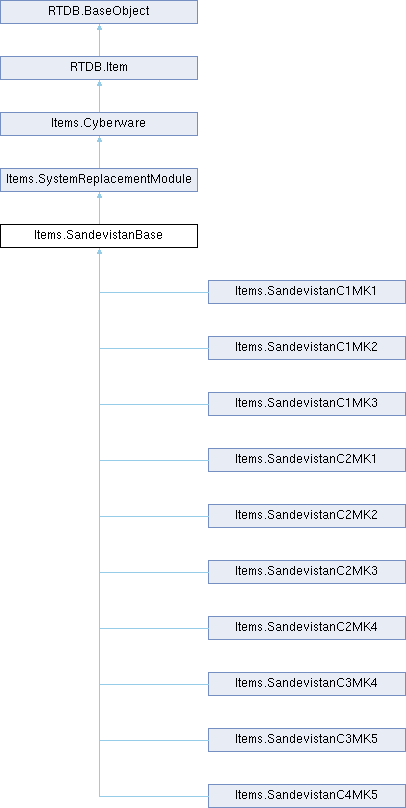 RTDB.BaseObject
RTDB.Item
Items.Cyberware
Items.SystemReplacementModule
Items.SandevistanBase
Items.SandevistanC1MK1
Items.SandevistanC1MK2
Items.SandevistanC1MK3
Items.SandevistanC2MK1
Items.SandevistanC2MK2
Items.SandevistanC2MK3
Items.SandevistanC2MK4
Items.SandevistanC3MK4
Items.SandevistanC3MK5
Items.SandevistanC4MK5